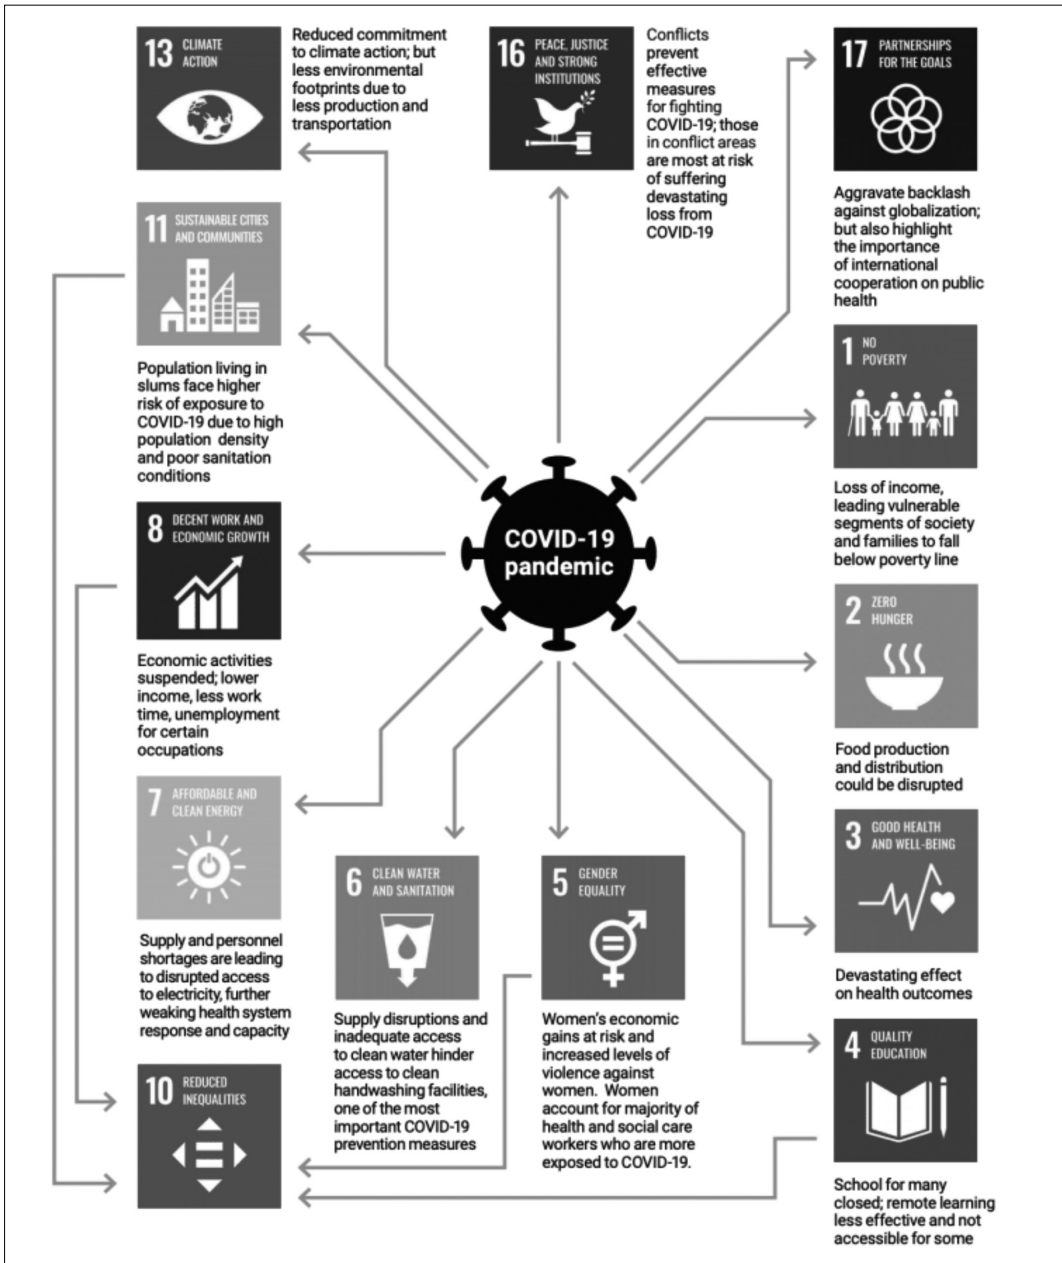 13 CLIMATE
ACTION
Reduced commitment
to climate action; but
less environmental
footprints due to
less production and
transportation
16 PEACE, JUSTICE
AND STRONG
INSTITUTIONS
Conflicts
prevent
effective
measures
for fighting
COVID-19; those
in conflict areas
are most at risk
of suffering
devastating
loss from
COVID-19
17 PARTNERSHIPS
FOR THE GOALS
Aggravate backlash
against globalization;
but also highlight
the importance
of international
cooperation on public
health
11 SUSTAINABLE CITIES
AND COMMUNITIES
Population living in
slums face higher
risk of exposure to
COVID-19 due to high
population density
and poor sanitation
conditions
1 NO
POVERTY
Loss of income,
leading vulnerable
segments of society
and families to fall
below poverty line
8 DECENT WORK AND
ECONOMIC GROWTH
Economic activities
suspended; lower
income, less work
time, unemployment
for certain
occupations
COVID-19
pandemic
2 ZERO
HUNGER
Food production
and distribution
could be disrupted
7 AFFORDABLE AND
CLEAN ENERGY
Supply and personnel
shortages are leading
to disrupted access
to electricity, further
weaking health system
response and capacity
6 CLEAN WATER
AND SANITATION
Supply disruptions and
inadequate access
to clean water hinder
access to clean
handwashing facilities,
one of the most
important COVID-19
prevention measures
5 GENDER
EQUALITY
Women's economic
gains at risk and
increased levels of
violence against
women. Women
account for majority of
health and social care
workers who are more
exposed to COVID-19.
3 GOOD HEALTH
AND WELL-BEING
Devastating effect
on health outcomes
4 QUALITY
EDUCATION
School for many
closed; remote learning
less effective and not
accessible for some
10 REDUCED
INEQUALITIES